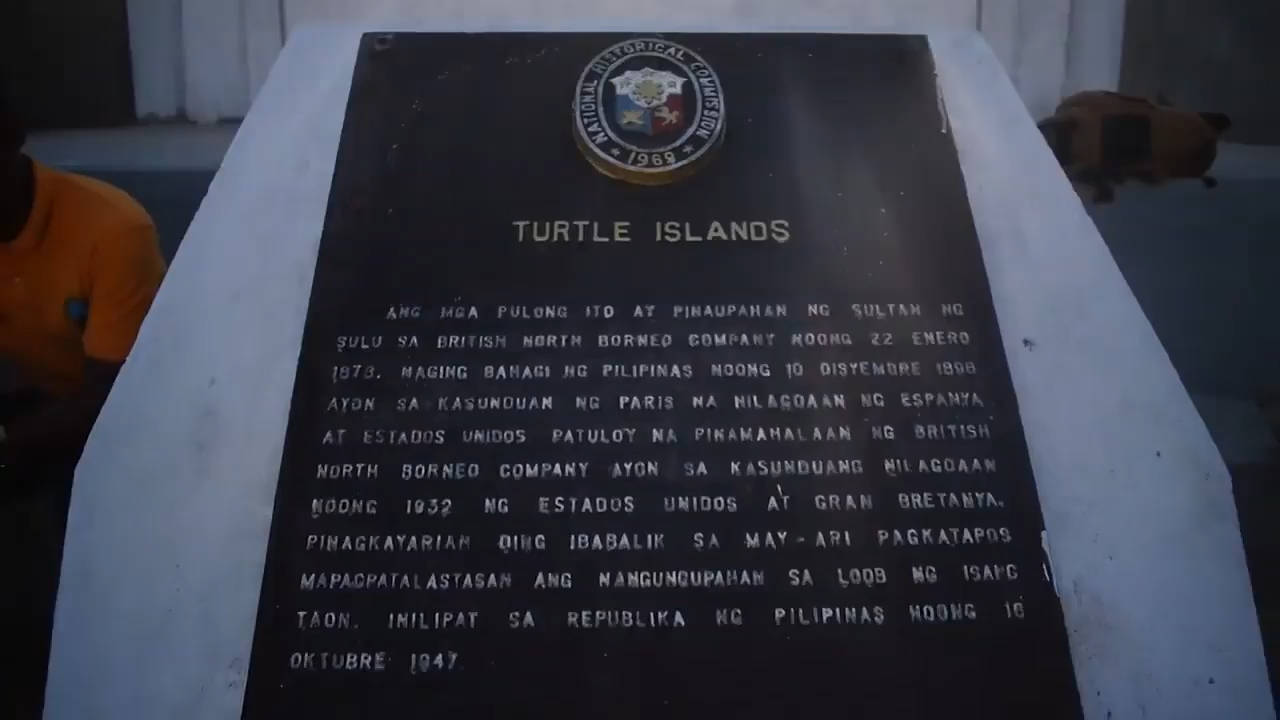 NATIONAL HISTORICAL COMMISSION
★ 1969 ★
TURTLE ISLANDS
ANG MGA PULONG ITO AT PINAUPAHAN NG SULTAN NG
SULU SA BRITISH NORTH BORNEO COMPANY NOONG 22 ENERO
1878. NAGING BAHAGI NG PILIPINAS NOONG 10 DISYEMBRE 1898
AYON SA KASUNDUAN NG PARIS NA NILAGDAAN NG ESPANYA
AT ESTADOS UNIDOS PATULOY NA PINAMAHALAAN NG BRITISH
NORTH BORNEO COMPANY AYON SA KASUNDUANG NILAGDAAN
NOONG 1932 NG ESTADOS UNIDOS AT GRAN BRETANYA.
PINAGKAYARIAN DING IBABALIK SA MAY-ARI PAGKATAPOS
MAPAGPATALASTASAN ANG NANGUNGUPAHAN SA LOOB NG ISANG
TAON. INILIPAT SA REPUBLIKA NG PILIPINAS NOONG 16
OKTUBRE 1947